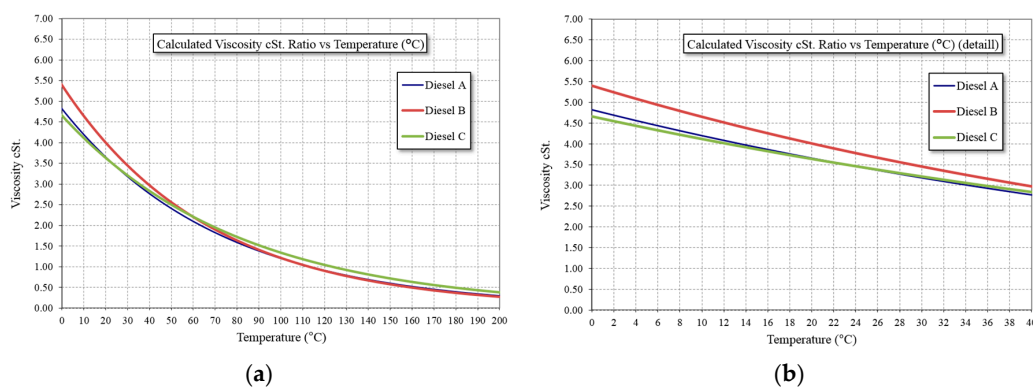 Calculated Viscosity cSt. Ratio vs Temperature (°C)
Diesel A
Diesel B
Diesel C
Viscosity cSt.
7.00
6.50
6.00
5.50
5.00
4.50
4.00
3.50
3.00
2.50
2.00
1.50
1.00
0.50
0.00
0 10 20 30 40 50 60 70 80 90 100 110 120 130 140 150 160 170 180 190 200
Temperature (°C)
(a)
Calculated Viscosity cSt. Ratio vs Temperature (°C) (detaill)
Diesel A
Diesel B
Diesel C
Viscosity cSt.
7.00
6.50
6.00
5.50
5.00
4.50
4.00
3.50
3.00
2.50
2.00
1.50
1.00
0.50
0.00
0 2 4 6 8 10 12 14 16 18 20 22 24 26 28 30 32 34 36 38 40
Temperature (°C)
(b)